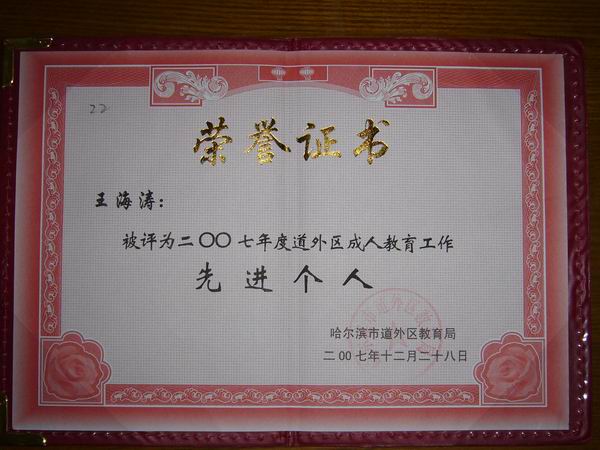 22
荣誉证书
王海涛：
被评为二〇〇七年度道外区成人教育工作
先进个人
哈尔滨市道外区教育局
二〇〇七年十二月二十八日